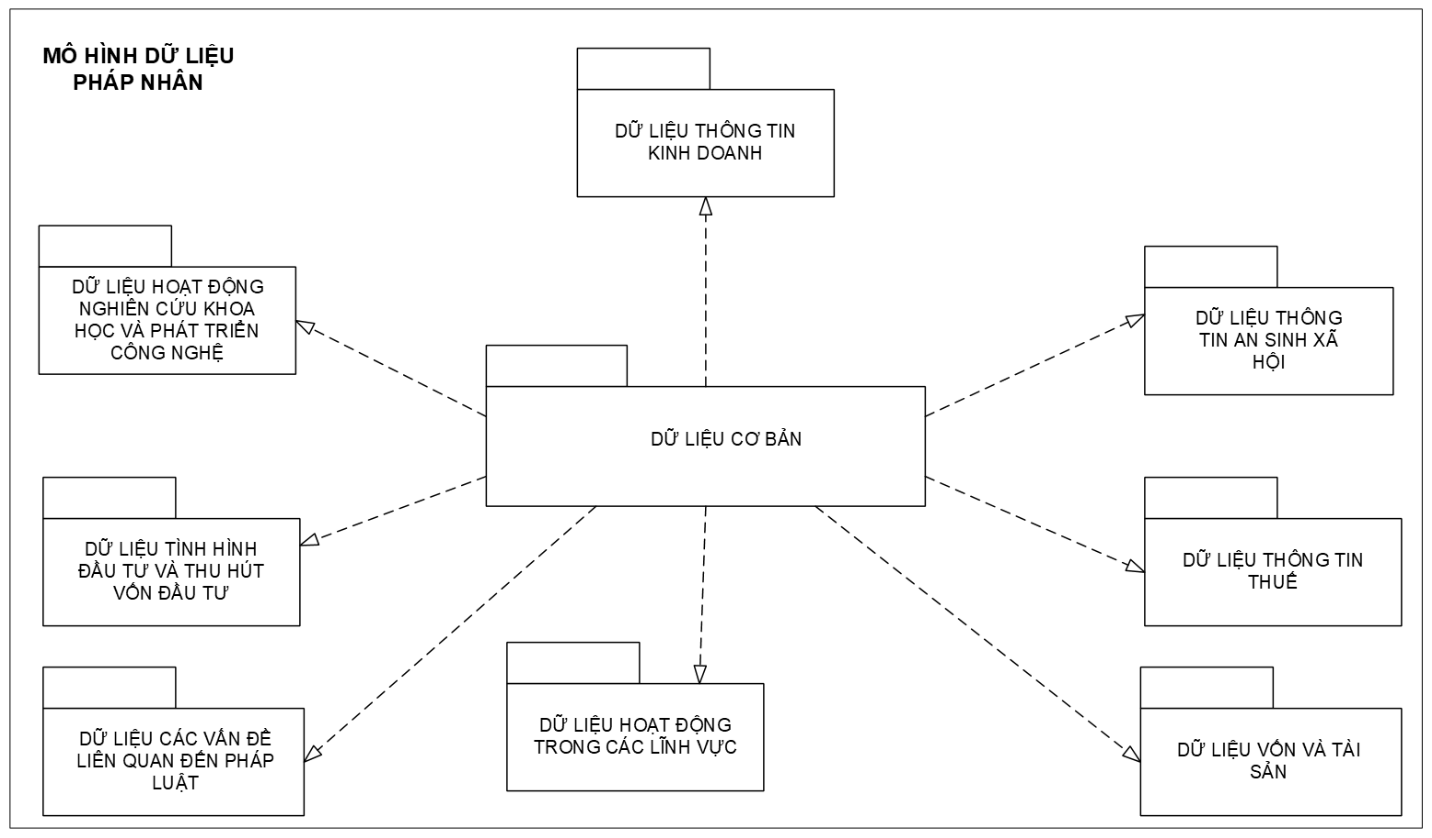 MÔ HÌNH DỮ LIỆU
PHÁP NHÂN
DỮ LIỆU THÔNG TIN
KINH DOANH
DỮ LIỆU HOẠT ĐỘNG
NGHIÊN CỨU KHOA
HỌC VÀ PHÁT TRIỂN
CÔNG NGHỆ
DỮ LIỆU THÔNG
TIN AN SINH XÃ
HỘI
DỮ LIỆU CƠ BẢN
DỮ LIỆU TÌNH HÌNH
ĐẦU TƯ VÀ THU HÚT
VỐN ĐẦU TƯ
DỮ LIỆU THÔNG TIN
THUẾ
DỮ LIỆU CÁC VẤN ĐỀ
LIÊN QUAN ĐẾN PHÁP
LUẬT
DỮ LIỆU HOẠT ĐỘNG
TRONG CÁC LĨNH VỰC
DỮ LIỆU VỐN VÀ TÀI
SẢN